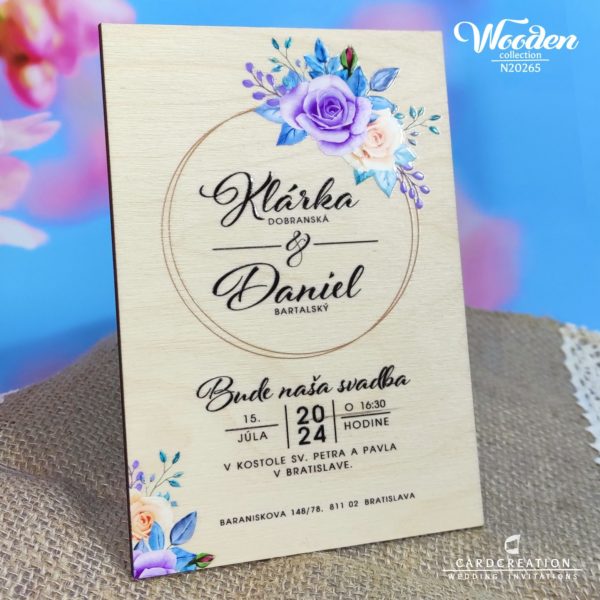 Wooden
collection
N20265
Klárka
DOBRANSKÁ
&
Daniel
BARTALSKÝ
Bude naša svadba
15.
JÚLA
20
24
O 16:30
HODINE
V KOSTOLE SV. PETRA A PAVLA
V BRATISLAVE.
BARANISKOVA 148/78, 811 02 BRATISLAVA
CARDCREATION
WEDDING INVITATIONS